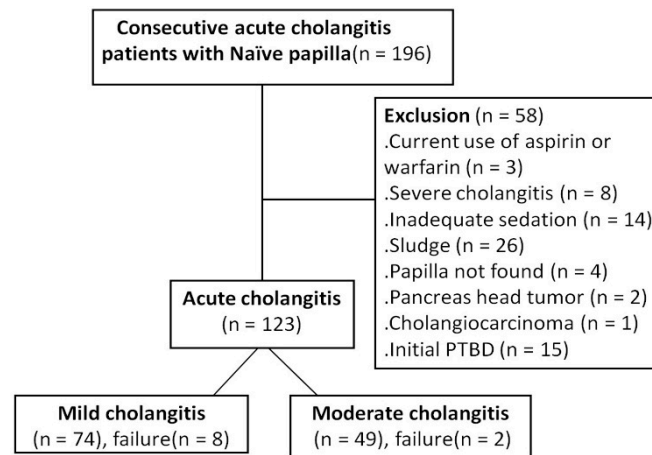 Consecutive acute cholangitis
patients with Naïve papilla(n = 196)
Exclusion (n = 58)
.Current use of aspirin or
warfarin (n = 3)
.Severe cholangitis (n = 8)
.Inadequate sedation (n = 14)
.Sludge (n = 26)
.Papilla not found (n = 4)
.Pancreas head tumor (n = 2)
.Cholangiocarcinoma (n = 1)
.Initial PTBD (n = 15)
Acute cholangitis
(n = 123)
Mild cholangitis
(n = 74), failure(n = 8)
Moderate cholangitis
(n = 49), failure(n = 2)